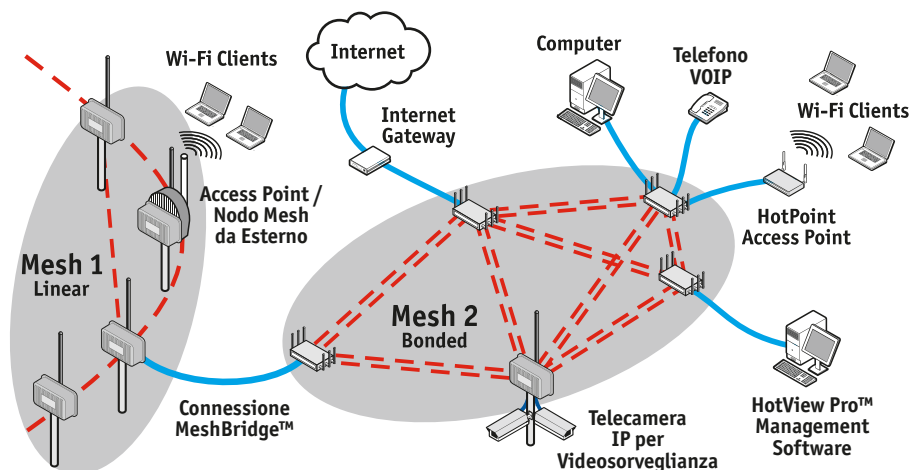 Wi-Fi Clients
Internet
Computer
Telefono
VOIP
Internet
Gateway
Wi-Fi Clients
Access Point /
Nodo Mesh
da Esterno
HotPoint
Access Point
Mesh 1
Linear
Mesh 2
Bonded
Connessione
MeshBridge™
Telecamera
IP per
Videosorveglianza
HotView Pro™
Management
Software